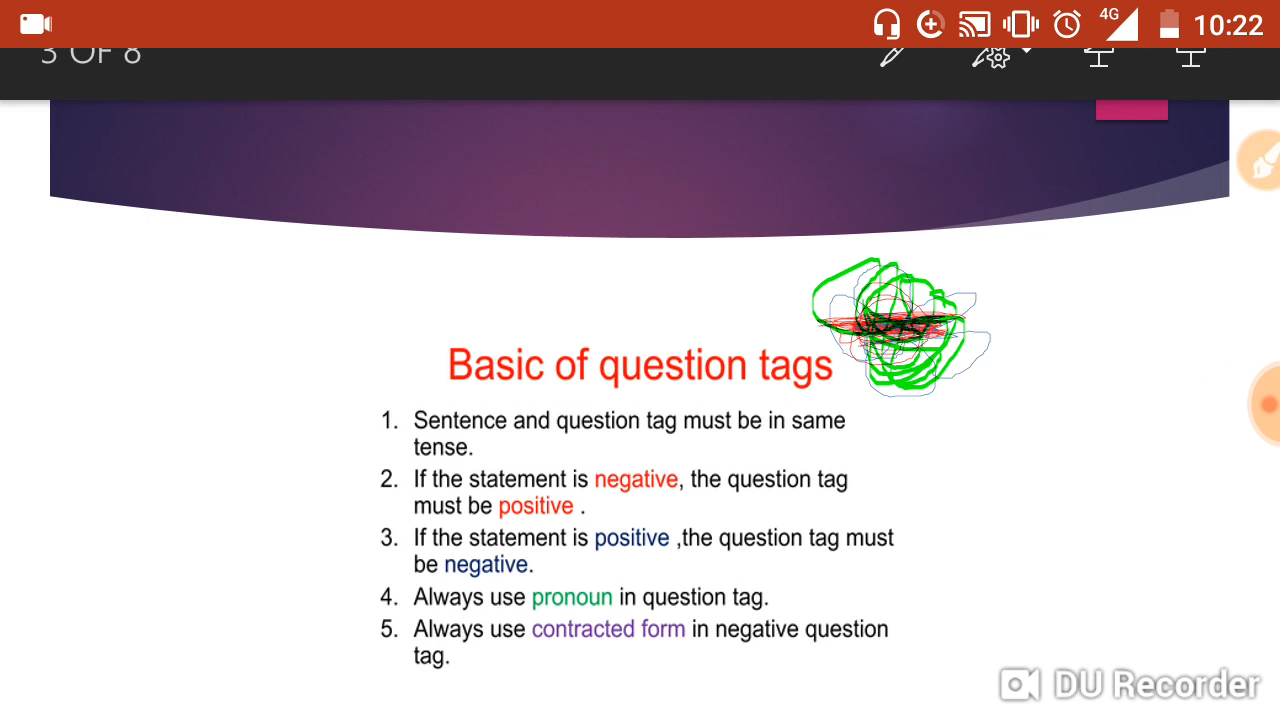 4G
10:22
3 OF 8
Basic of question tags
1. Sentence and question tag must be in same
tense.
2. If the statement is negative, the question tag
must be positive .
3. If the statement is positive ,the question tag must
be negative.
4. Always use pronoun in question tag.
5. Always use contracted form in negative question
tag.
DU Recorder